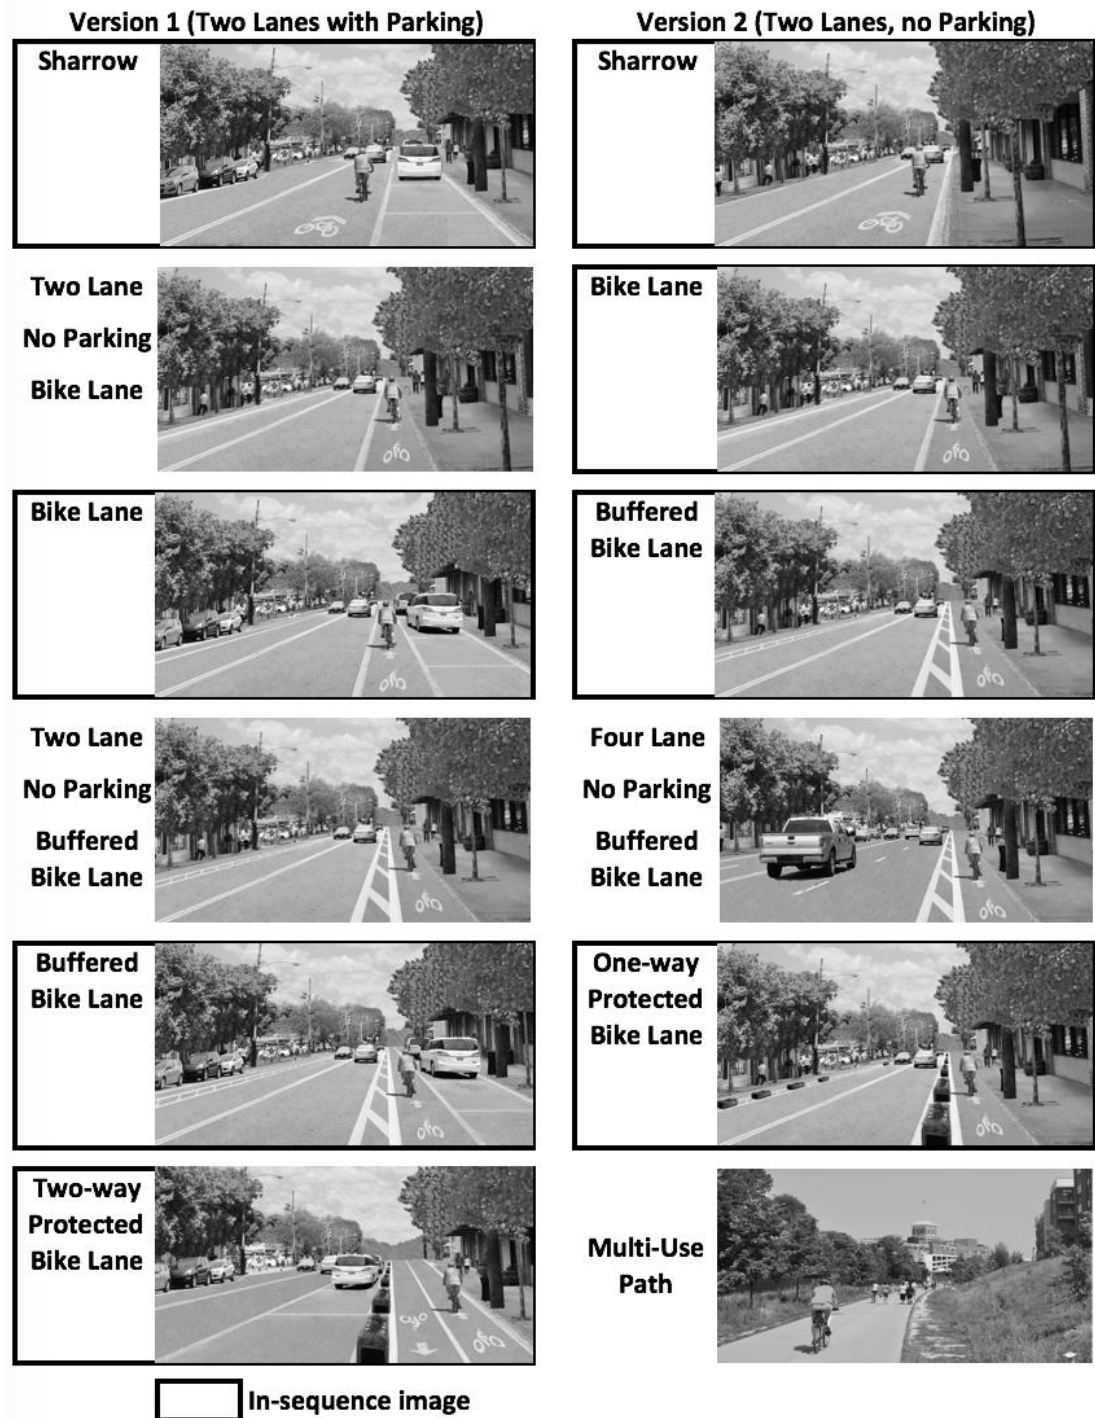 Version 1 (Two Lanes with Parking)
Sharrow
Two Lane
No Parking
Bike Lane
Bike Lane
Two Lane
No Parking
Buffered
Bike Lane
Buffered
Bike Lane
Two-way
Protected
Bike Lane
Version 2 (Two Lanes, no Parking)
Sharrow
Bike Lane
Buffered
Bike Lane
Four Lane
No Parking
Buffered
Bike Lane
One-way
Protected
Bike Lane
Multi-Use
Path
In-sequence image